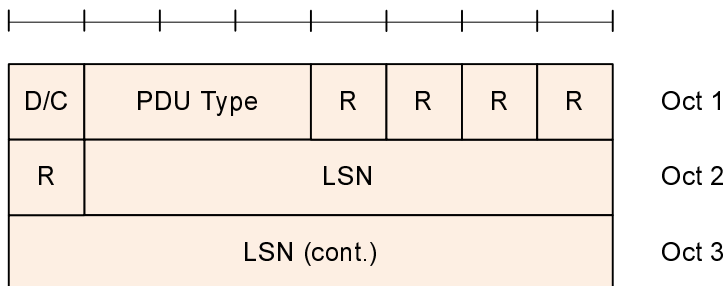 D/C PDU Type R R R R Oct 1
R LSN Oct 2
LSN (cont.) Oct 3